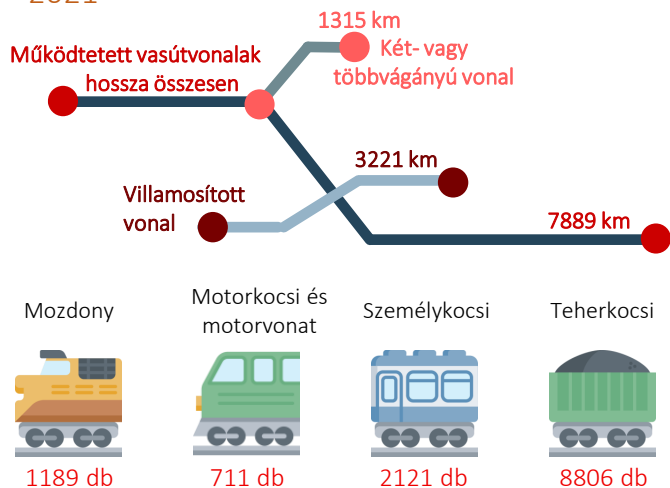 2021
1315 km
Működtetett vasútvonalak
hossza összesen
Két- vagy
többvágányú vonal
3221 km
Villamosított
vonal
7889 km
Mozdony
Motorkocsi és
motorvonat
Személykocsi
Teherkocsi
1189 db
711 db
2121 db
8806 db